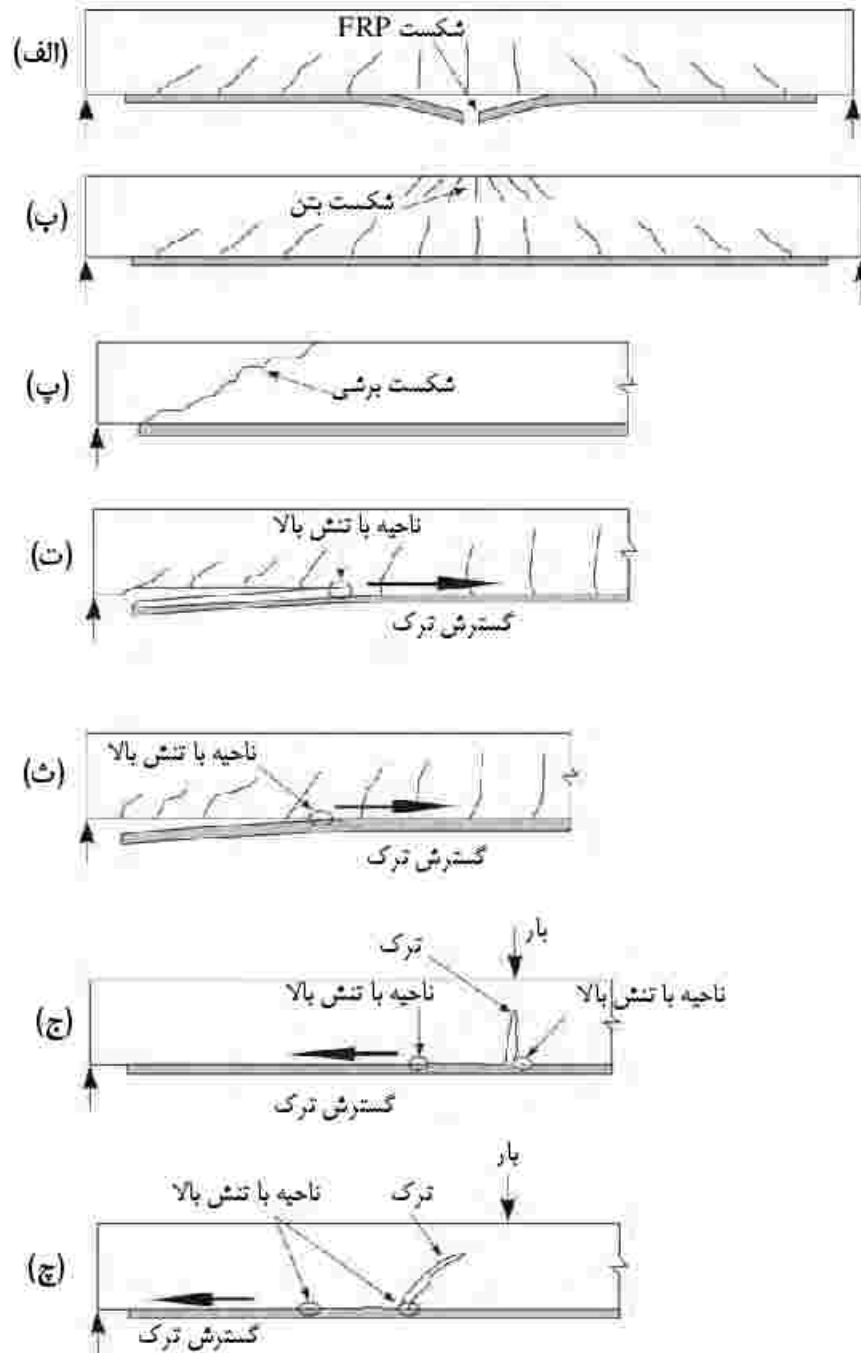 شکست FRP
(الف)
شکست بتن
(ب)
شکست برشی
(پ)
ناحیه با تنش بالا
(ت)
گسترش ترک
ناحیه با تنش بالا
(ث)
گسترش ترک
بار
ترک
ناحیه با تنش بالا
ناحیه با تنش بالا
(ج)
گسترش ترک
بار
ترک
ناحیه با تنش بالا
(چ)
گسترش ترک